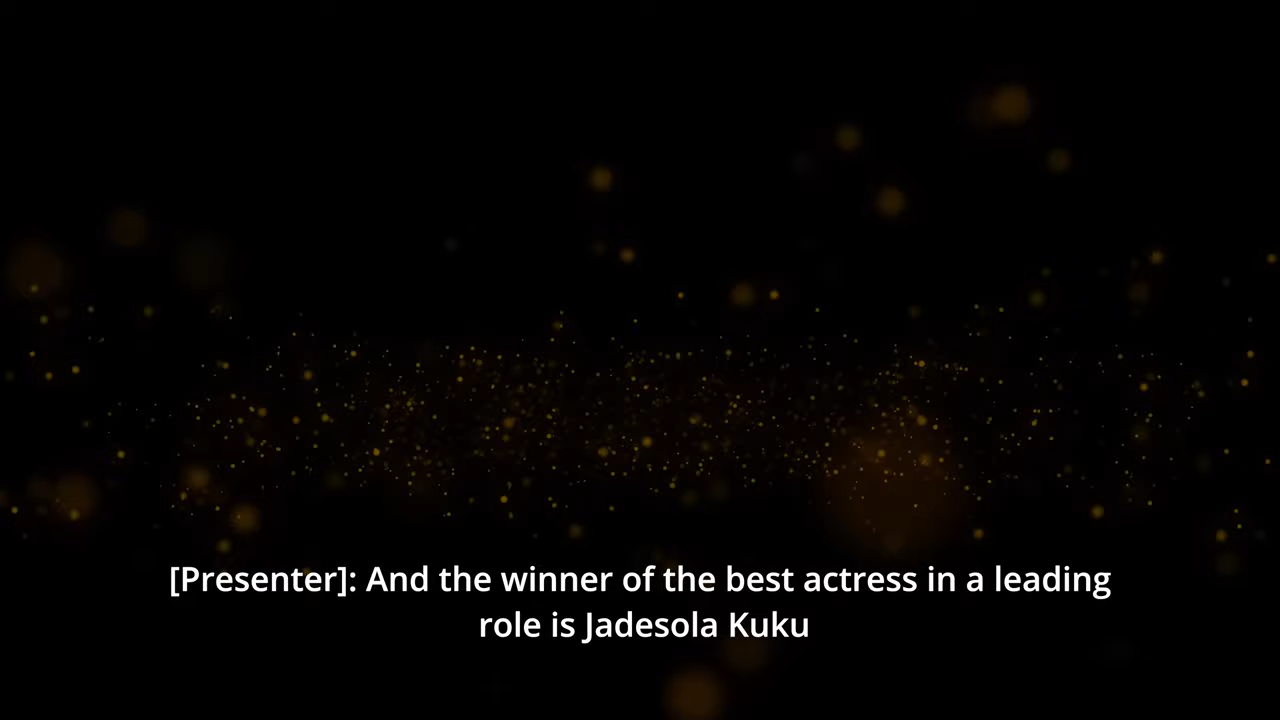 [Presenter]: And the winner of the best actress in a leading
role is Jadesola Kuku